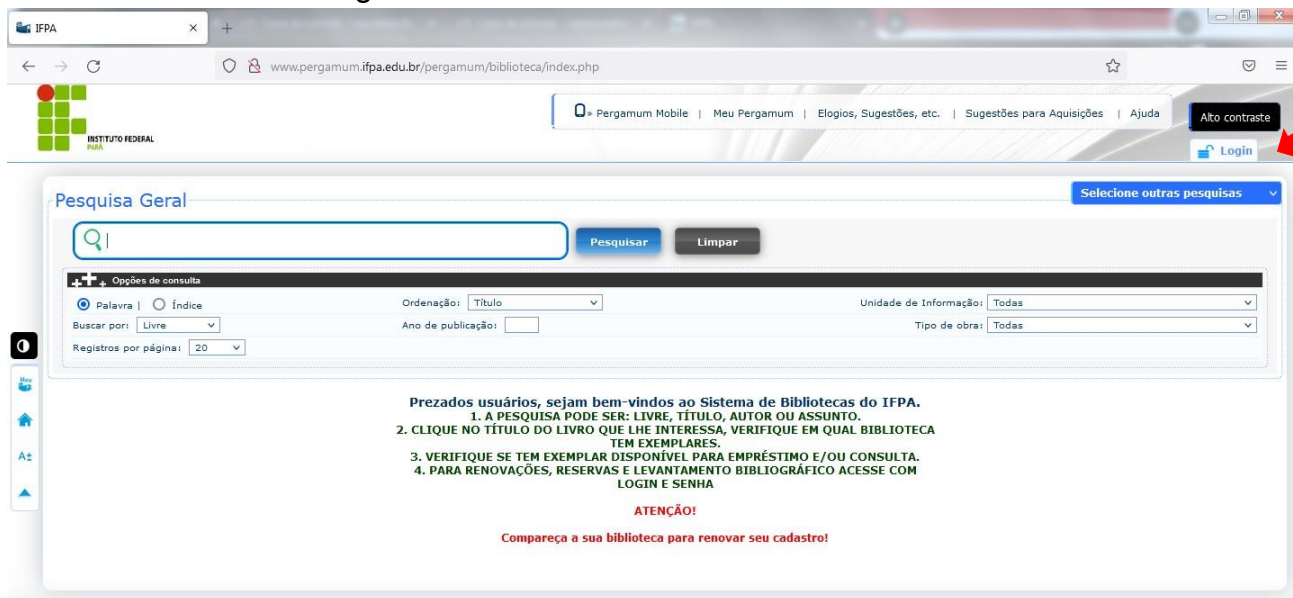 IFPA
www.pergamum.ifpa.edu.br/pergamum/biblioteca/index.php
INSTITUTO FEDERAL
PARÁ
» Pergamum Mobile | Meu Pergamum | Elogios, Sugestões, etc. | Sugestões para Aquisições | Ajuda
Alto contraste
Login
Pesquisa Geral
Selecione outras pesquisas
Pesquisar Limpar
Opções de consulta
Palavra | Índice Ordenação: Título Unidade de Informação: Todas
Buscar por: Livre Ano de publicação: Tipo de obra: Todas
Registros por página: 20
Prezados usuários, sejam bem-vindos ao Sistema de Bibliotecas do IFPA.
1. A PESQUISA PODE SER: LIVRE, TÍTULO, AUTOR OU ASSUNTO.
2. CLIQUE NO TÍTULO DO LIVRO QUE LHE INTERESSA, VERIFIQUE EM QUAL BIBLIOTECA
TEM EXEMPLARES.
3. VERIFIQUE SE TEM EXEMPLAR DISPONÍVEL PARA EMPRÉSTIMO E/OU CONSULTA.
4. PARA RENOVAÇÕES, RESERVAS E LEVANTAMENTO BIBLIOGRÁFICO ACESSE COM
LOGIN E SENHA
ATENÇÃO!
Compareça a sua biblioteca para renovar seu cadastro!
A±